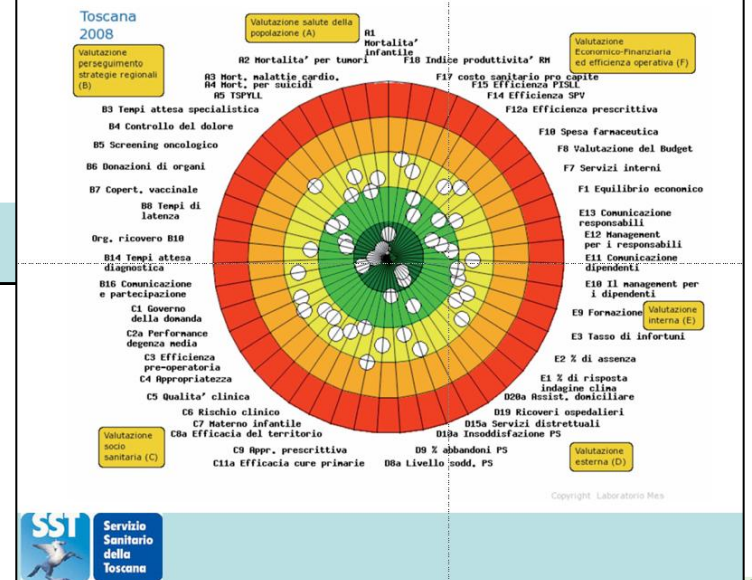 Toscana
2008
Valutazione salute della
popolazione (A)
Valutazione
perseguimento
strategie regionali
(B)
Valutazione
Economico-Finanziaria
ed efficienza operativa (F)
A1
Mortalita'
infantile
A2 Mortalita' per tumori
F18 Indice produttivita' RM
A3 Mort. malattie cardio.
F17 costo sanitario pro capite
A4 Mort. per suicidi
F15 Efficienza PISLL
A5 TSPYLL
F14 Efficienza SPV
B3 Tempi attesa specialistica
F12a Efficienza prescrittiva
B4 Controllo del dolore
F10 Spesa farmaceutica
B5 Screening oncologico
F8 Valutazione del Budget
B6 Donazioni di organi
F7 Servizi interni
B7 Copert. vaccinale
F1 Equilibrio economico
B8 Tempi di
latenza
E13 Comunicazione
responsabili
Org. ricovero B10
E12 Management
per i responsabili
B14 Tempi attesa
diagnostica
E11 Comunicazione
dipendenti
B16 Comunicazione
e partecipazione
E10 Il management per
i dipendenti
C1 Governo
della domanda
E9 Formazione
Valutazione
interna (E)
C2a Performance
degenza media
E3 Tasso di infortuni
C3 Efficienza
pre-operatoria
E2 % di assenza
C4 Appropriatezza
E1 % di risposta
indagine clima
C5 Qualita' clinica
D20a Assist. domiciliare
C6 Rischio clinico
D19 Ricoveri ospedalieri
C7 Materno infantile
D15a Servizi distrettuali
C8a Efficacia del territorio
D10a Insoddisfazione PS
C9 Appr. prescrittiva
D9 % abbandoni PS
C11a Efficacia cure primarie
D8a Livello sodd. PS
Valutazione
socio
sanitaria (C)
Valutazione
esterna (D)
Copyright Laboratorio Mes
SST
Servizio
Sanitario
della
Toscana